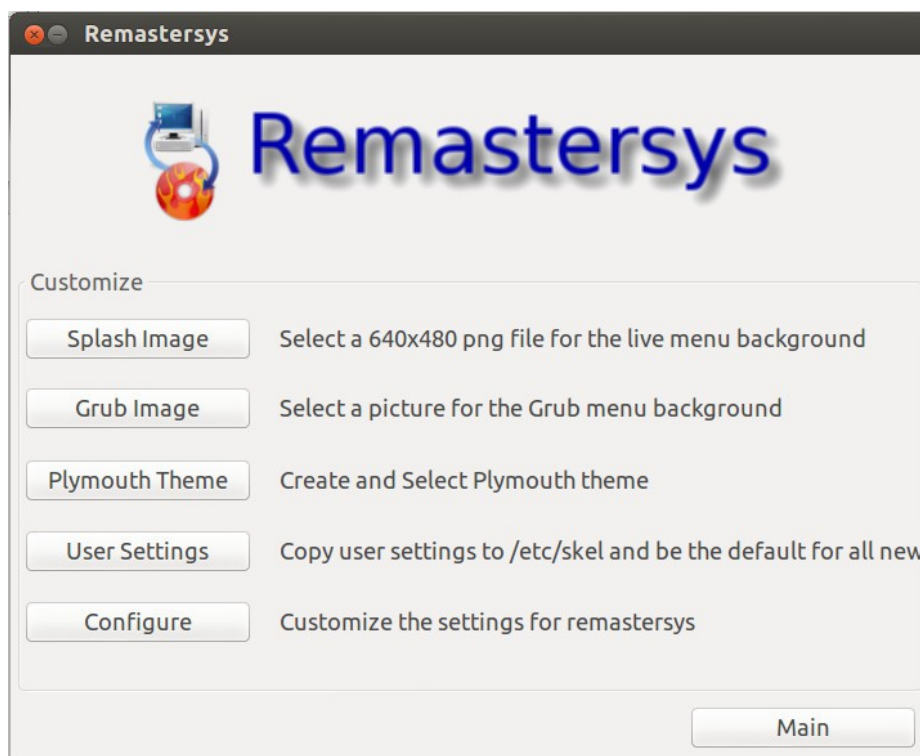 Remastersys
Remastersys
Customize
Splash Image Select a 640x480 png file for the live menu background
Grub Image Select a picture for the Grub menu background
Plymouth Theme Create and Select Plymouth theme
User Settings Copy user settings to /etc/skel and be the default for all new
Configure Customize the settings for remastersys
Main